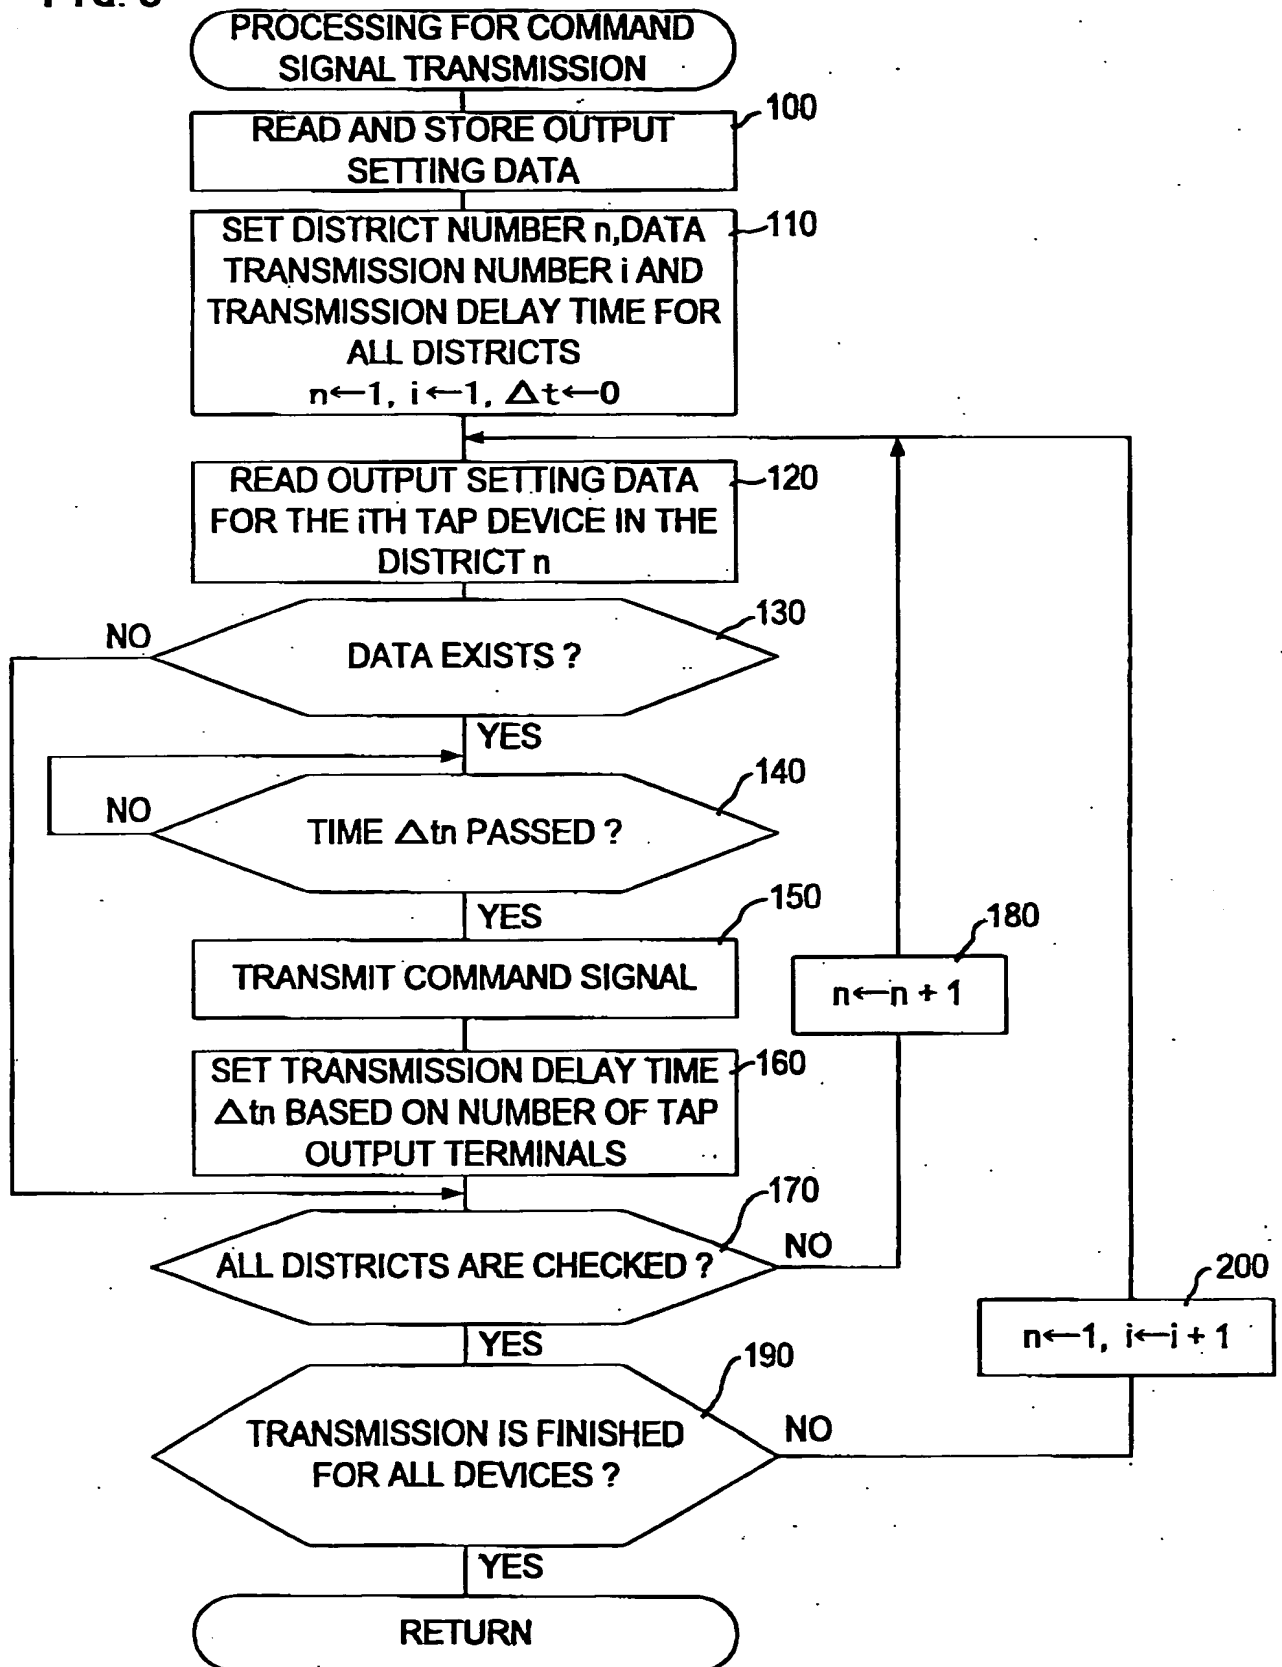 PROCESSING FOR COMMAND
SIGNAL TRANSMISSION
100
READ AND STORE OUTPUT
SETTING DATA
110
SET DISTRICT NUMBER n,DATA
TRANSMISSION NUMBER i AND
TRANSMISSION DELAY TIME FOR
ALL DISTRICTS
n←1, i←1, △t←0
120
READ OUTPUT SETTING DATA
FOR THE iTH TAP DEVICE IN THE
DISTRICT n
130
NO
DATA EXISTS ?
YES
140
NO
TIME △tn PASSED ?
YES
150
TRANSMIT COMMAND SIGNAL
180
n←n + 1
160
SET TRANSMISSION DELAY TIME
△tn BASED ON NUMBER OF TAP
OUTPUT TERMINALS
170
ALL DISTRICTS ARE CHECKED ?
NO
YES
200
n←1, i←i + 1
190
TRANSMISSION IS FINISHED
FOR ALL DEVICES ?
NO
YES
RETURN